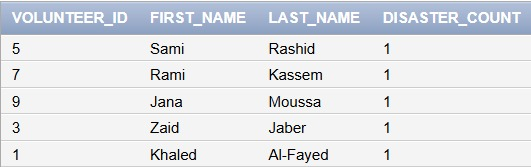 VOLUNTEER_ID FIRST_NAME LAST_NAME DISASTER_COUNT
5 Sami Rashid 1
7 Rami Kassem 1
9 Jana Moussa 1
3 Zaid Jaber 1
1 Khaled Al-Fayed 1